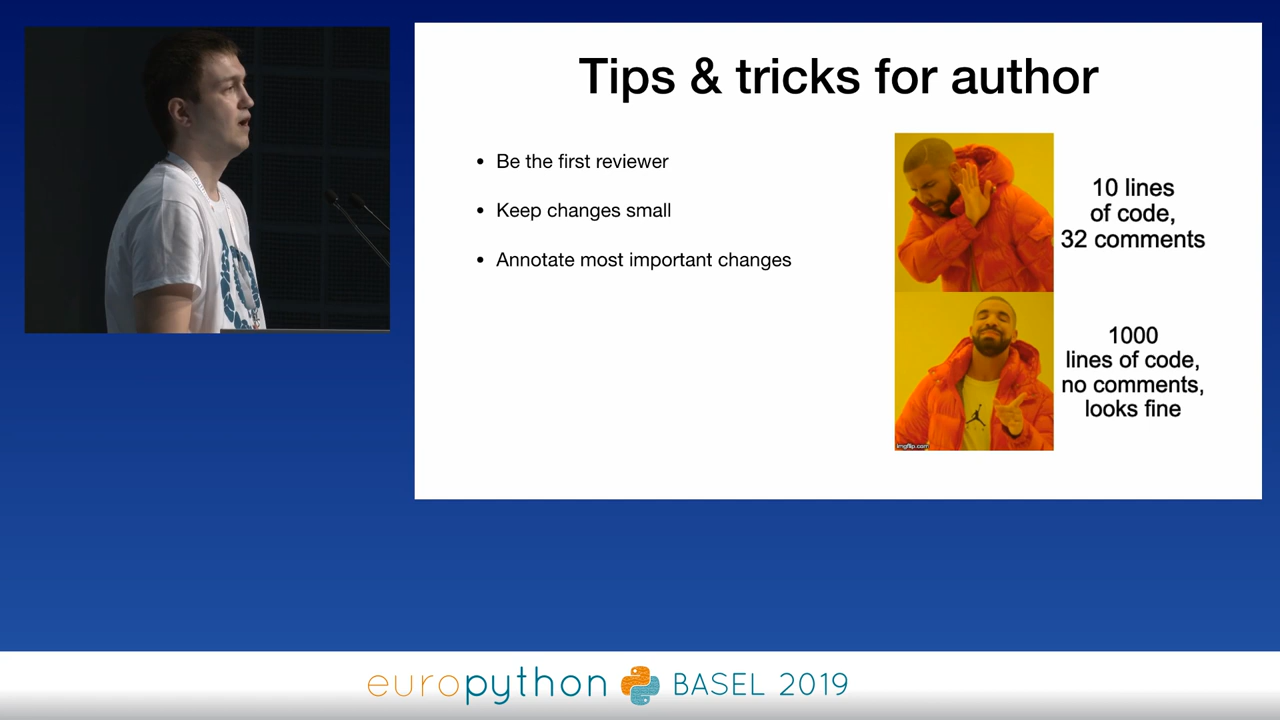 Tips & tricks for author
• Be the first reviewer
• Keep changes small
• Annotate most important changes
10 lines
of code,
32 comments
1000
lines of code,
no comments,
looks fine
imgflip.com
europython BASEL 2019